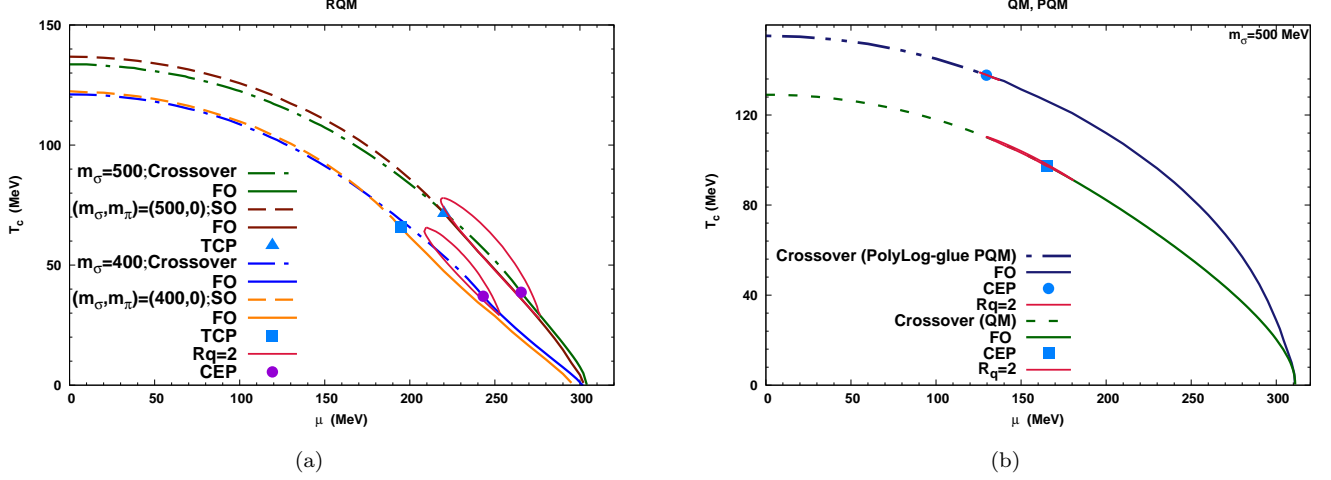 RQM
150
100
50
0
0 50 100 150 200 250 300
T_c (MeV)
μ (MeV)
m_σ=500;Crossover
FO
(m_σ,m_π)=(500,0);SO
FO
TCP
m_σ=400;Crossover
FO
(m_σ,m_π)=(400,0);SO
FO
TCP
Rq=2
CEP
(a)
QM, PQM
m_σ=500 MeV
120
80
40
0
0 50 100 150 200 250 300
T_c (MeV)
μ (MeV)
Crossover (PolyLog-glue PQM)
FO
CEP
Rq=2
Crossover (QM)
FO
CEP
R_q=2
(b)